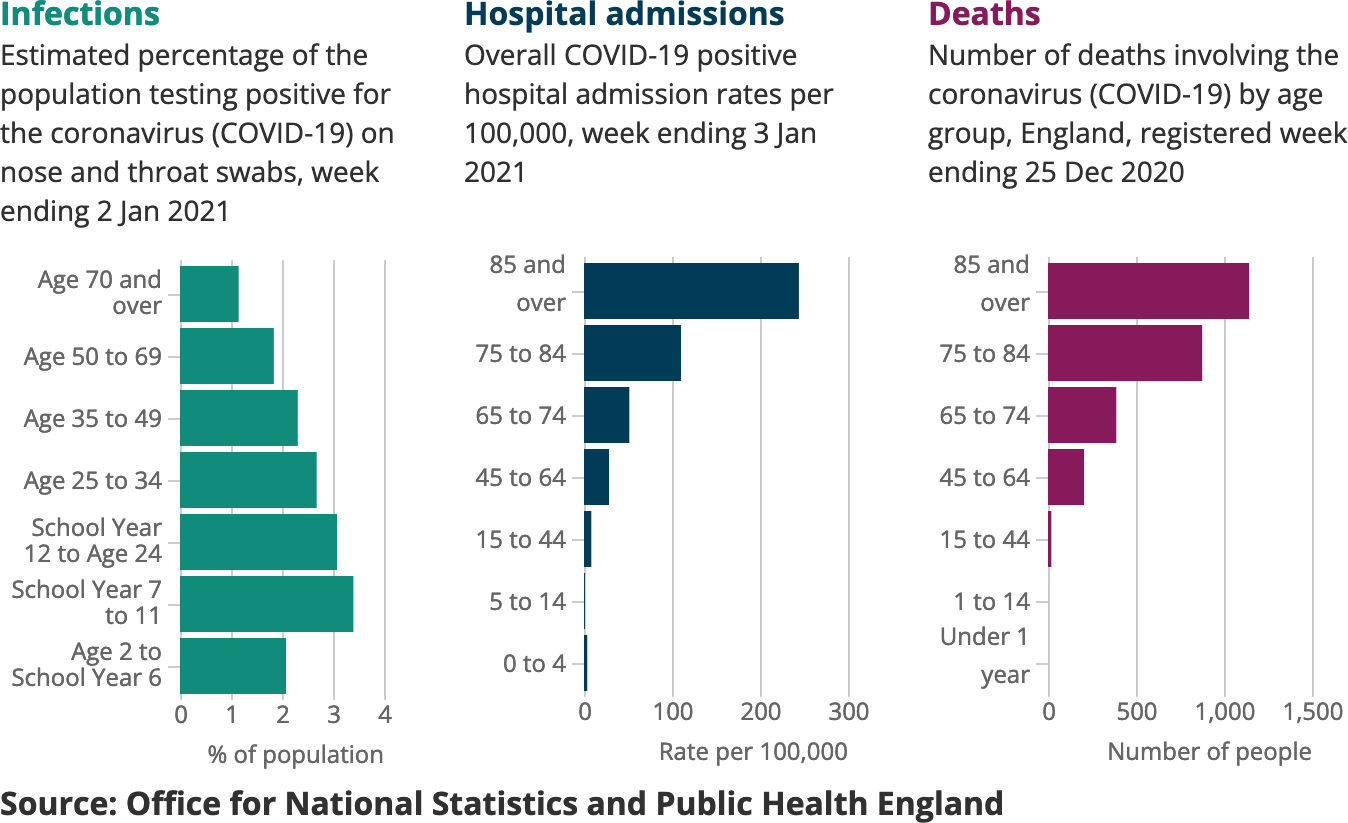 Infections
Estimated percentage of the
population testing positive for
the coronavirus (COVID-19) on
nose and throat swabs, week
ending 2 Jan 2021
Age 70 and
over
Age 50 to 69
Age 35 to 49
Age 25 to 34
School Year
12 to Age 24
School Year 7
to 11
Age 2 to
School Year 6
0 1 2 3 4
% of population
Hospital admissions
Overall COVID-19 positive
hospital admission rates per
100,000, week ending 3 Jan
2021
85 and
over
75 to 84
65 to 74
45 to 64
15 to 44
5 to 14
0 to 4
0 100 200 300
Rate per 100,000
Deaths
Number of deaths involving the
coronavirus (COVID-19) by age
group, England, registered week
ending 25 Dec 2020
85 and
over
75 to 84
65 to 74
45 to 64
15 to 44
1 to 14
Under 1
year
0 500 1,000 1,500
Number of people
Source: Office for National Statistics and Public Health England